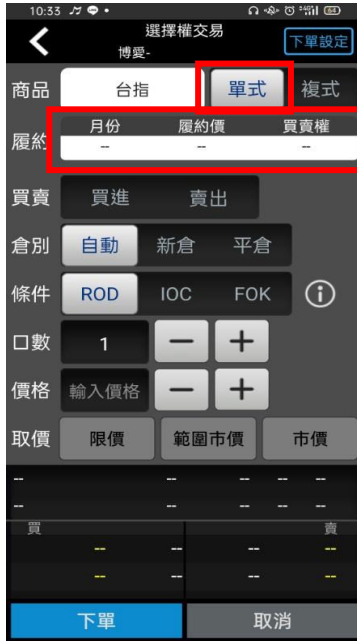 10:33
64
選擇權交易
博愛-
下單設定
商品 台指 單式 複式
履約 月份 履約價 買賣權
-- -- --
買賣 買進 賣出
倉別 自動 新倉 平倉
條件 ROD IOC FOK i
口數 1 − +
價格 輸入價格 − +
取價 限價 範圍市價 市價
-- -- -- -- --
-- -- -- -- --
買 賣
-- -- -- --
-- -- -- --
下單 取消